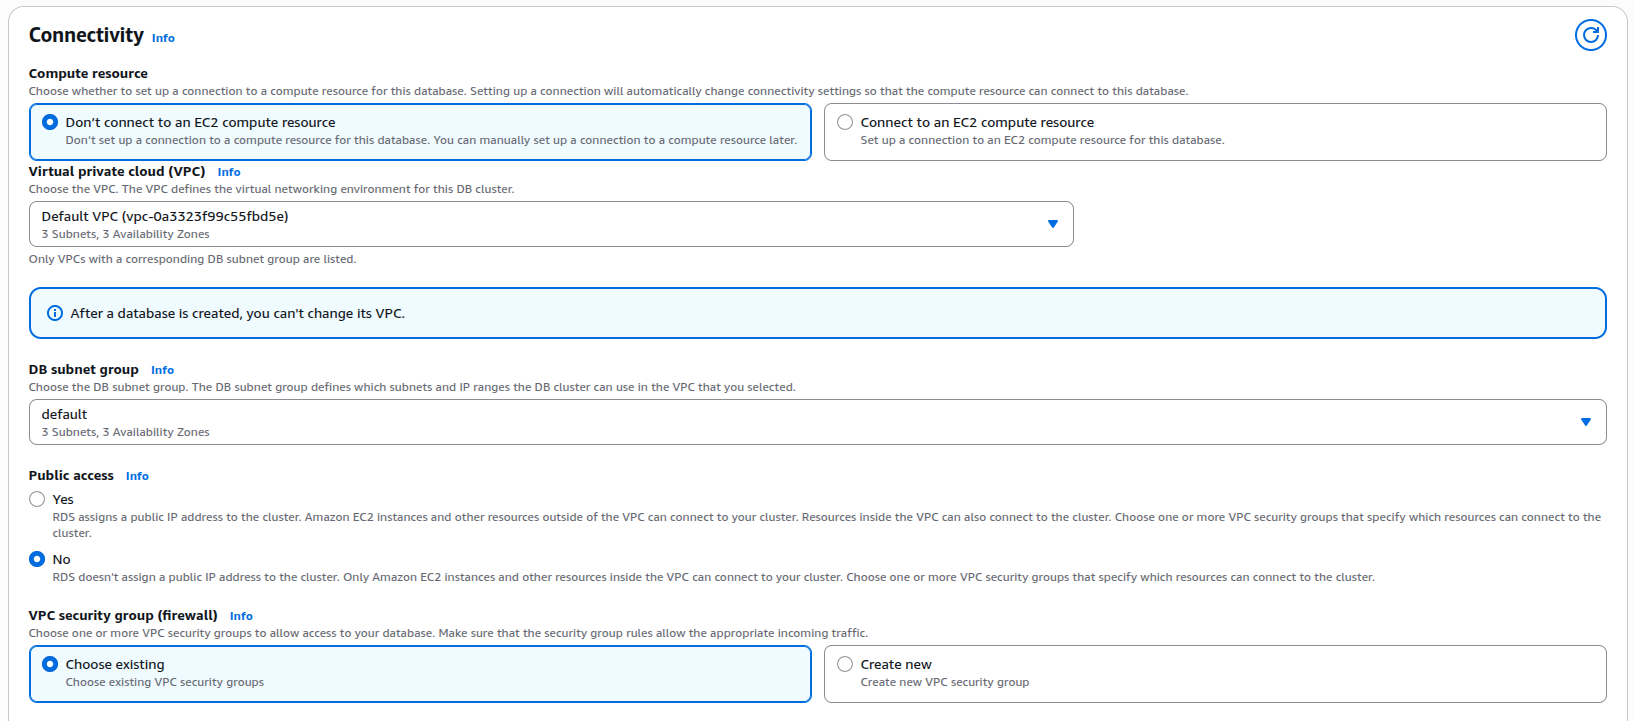 Connectivity Info
Compute resource
Choose whether to set up a connection to a compute resource for this database. Setting up a connection will automatically change connectivity settings so that the compute resource can connect to this database.
Don't connect to an EC2 compute resource
Don't set up a connection to a compute resource for this database. You can manually set up a connection to a compute resource later.
Connect to an EC2 compute resource
Set up a connection to an EC2 compute resource for this database.
Virtual private cloud (VPC) Info
Choose the VPC. The VPC defines the virtual networking environment for this DB cluster.
Default VPC (vpc-0a3323f99c55fbd5e)
3 Subnets, 3 Availability Zones
Only VPCs with a corresponding DB subnet group are listed.
After a database is created, you can't change its VPC.
DB subnet group Info
Choose the DB subnet group. The DB subnet group defines which subnets and IP ranges the DB cluster can use in the VPC that you selected.
default
3 Subnets, 3 Availability Zones
Public access Info
Yes
RDS assigns a public IP address to the cluster. Amazon EC2 instances and other resources outside of the VPC can connect to your cluster. Resources inside the VPC can also connect to the cluster. Choose one or more VPC security groups that specify which resources can connect to the
cluster.
No
RDS doesn't assign a public IP address to the cluster. Only Amazon EC2 instances and other resources inside the VPC can connect to your cluster. Choose one or more VPC security groups that specify which resources can connect to the cluster.
VPC security group (firewall) Info
Choose one or more VPC security groups to allow access to your database. Make sure that the security group rules allow the appropriate incoming traffic.
Choose existing
Choose existing VPC security groups
Create new
Create new VPC security group